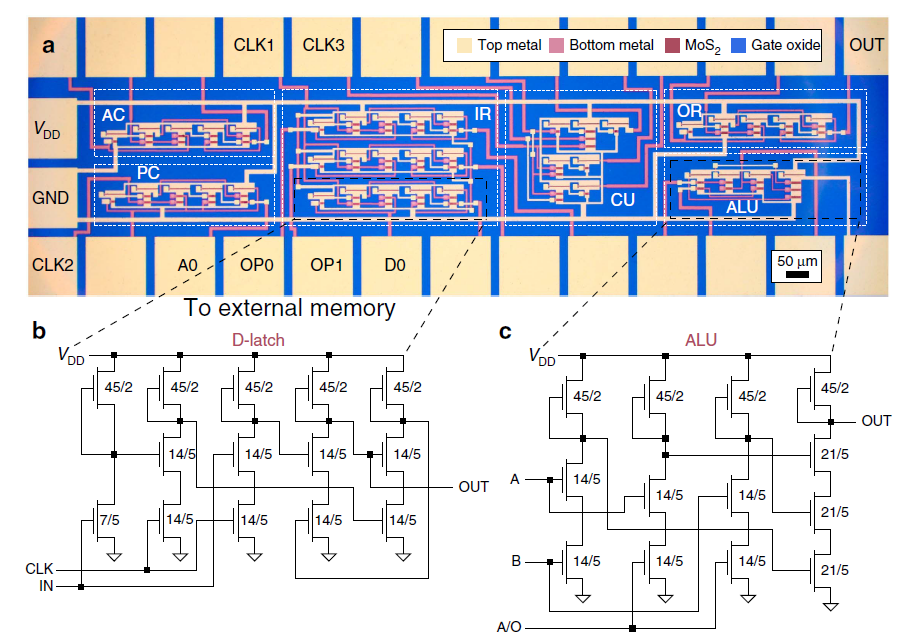 a
CLK1 CLK3
Top metal Bottom metal MoS₂ Gate oxide
OUT
AC
IR
OR
VDD
PC
GND
CU
ALU
CLK2
A0 OP0 OP1 D0
50 μm
To external memory
b
D-latch
VDD
45/2 45/2 45/2 45/2 45/2
14/5 14/5 14/5 14/5
OUT
7/5 14/5 14/5 14/5 14/5
CLK
IN
c
ALU
VDD
45/2 45/2 45/2 45/2
OUT
21/5
A
14/5 14/5 14/5
21/5
B
14/5 14/5 14/5
21/5
A/O